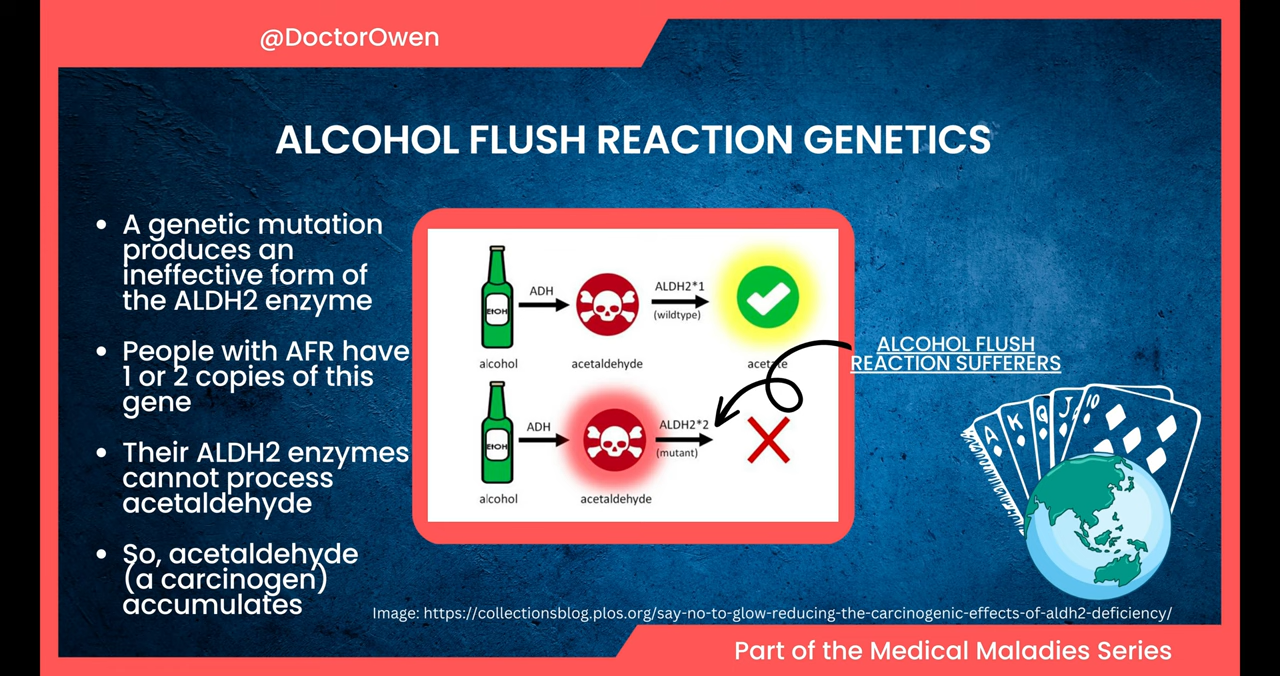 @DoctorOwen
ALCOHOL FLUSH REACTION GENETICS
• A genetic mutation
produces an
ineffective form of
the ALDH2 enzyme
• People with AFR have
1 or 2 copies of this
gene
• Their ALDH2 enzymes
cannot process
acetaldehyde
• So, acetaldehyde
(a carcinogen)
accumulates
EtOH
ADH
ALDH2*1
(wildtype)
alcohol
acetaldehyde
acetate
EtOH
ADH
ALDH2*2
(mutant)
alcohol
acetaldehyde
ALCOHOL FLUSH
REACTION SUFFERERS
A
K
Q
J
10
Image: https://collectionsblog.plos.org/say-no-to-glow-reducing-the-carcinogenic-effects-of-aldh2-deficiency/
Part of the Medical Maladies Series